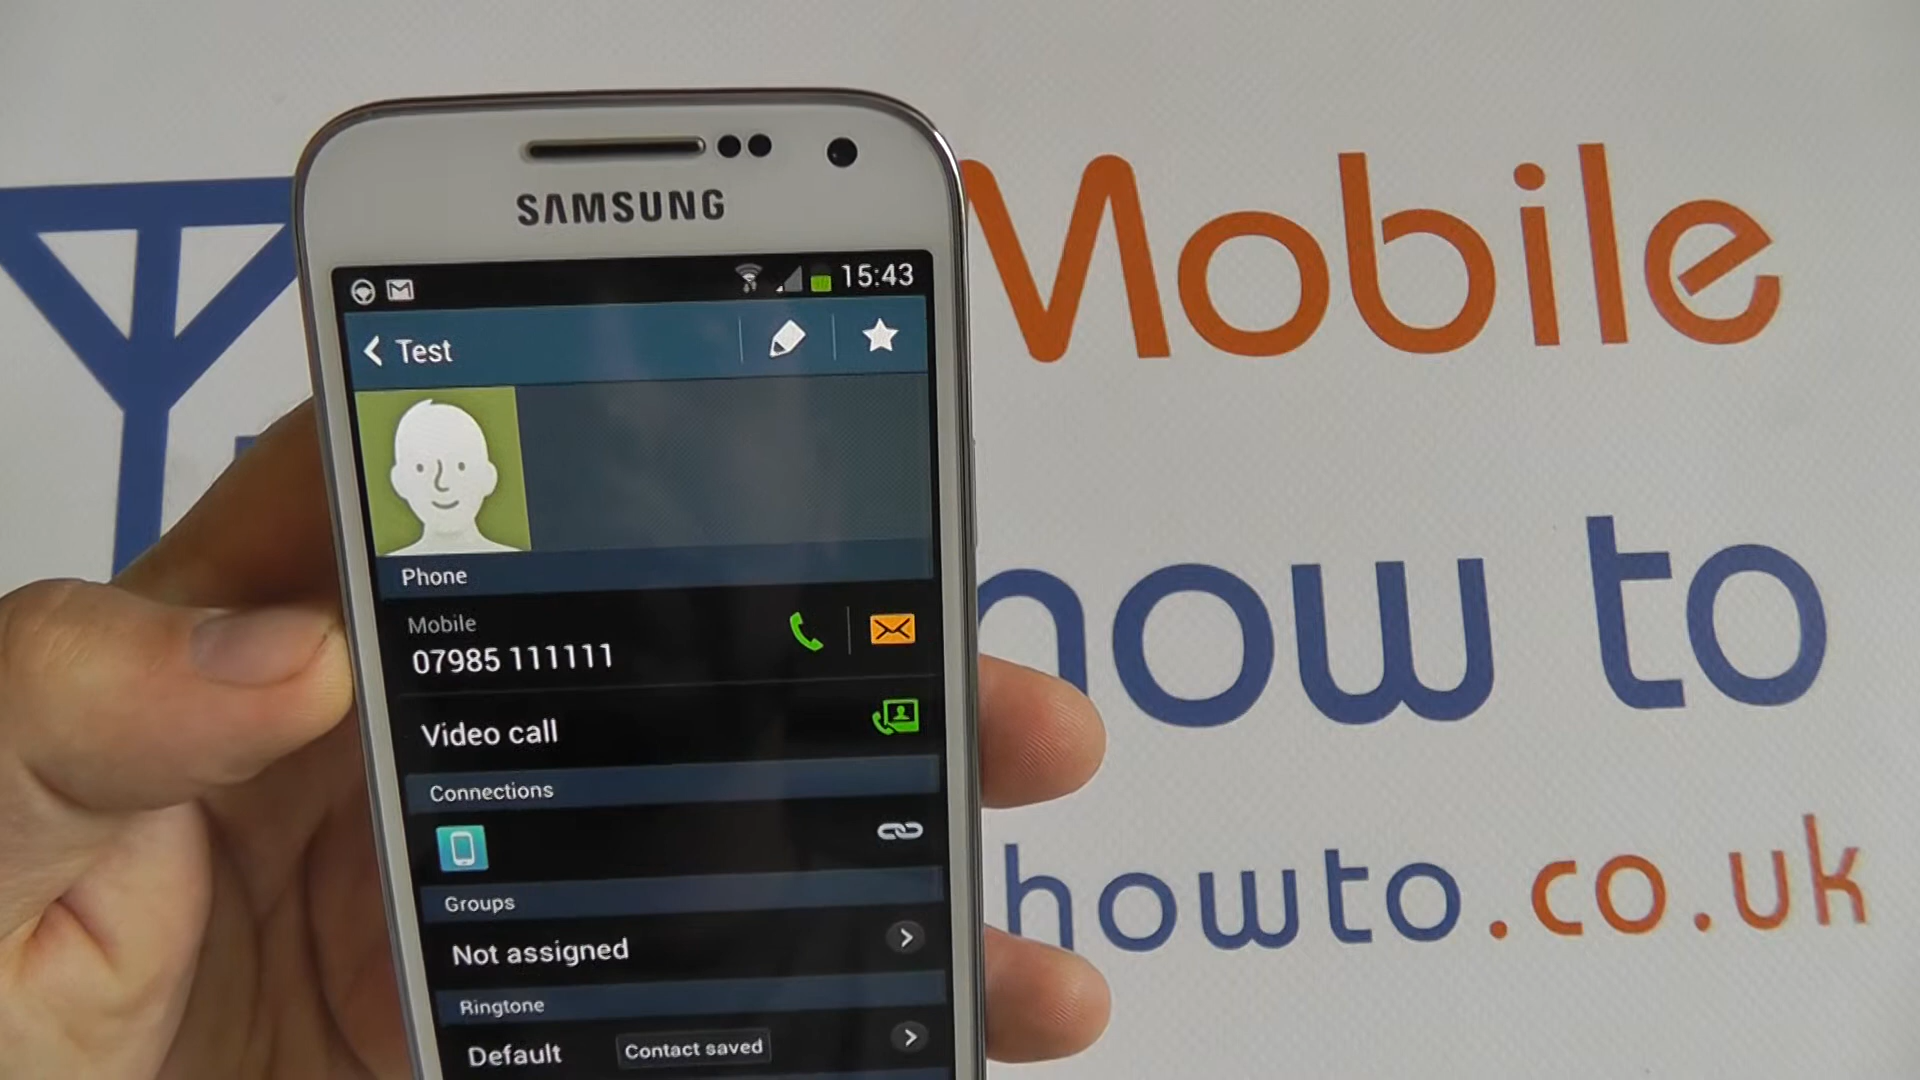 SAMSUNG
15:43
Test
Phone
Mobile
07985 111111
Video call
Connections
Groups
Not assigned
Ringtone
Default
Contact saved
Mobile
how to
howto.co.uk